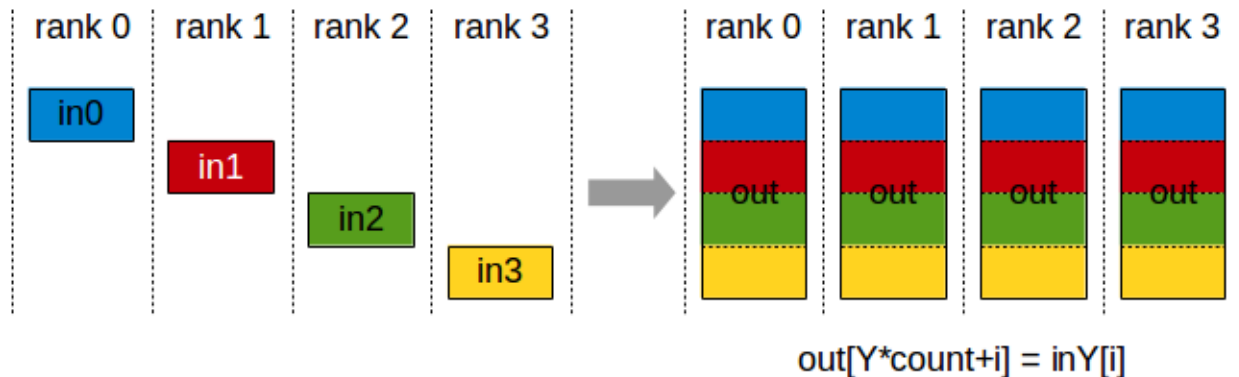 rank 0 rank 1 rank 2 rank 3 rank 0 rank 1 rank 2 rank 3
in0
in1
out out out out
in2
in3
out[Y*count+i] = inY[i]